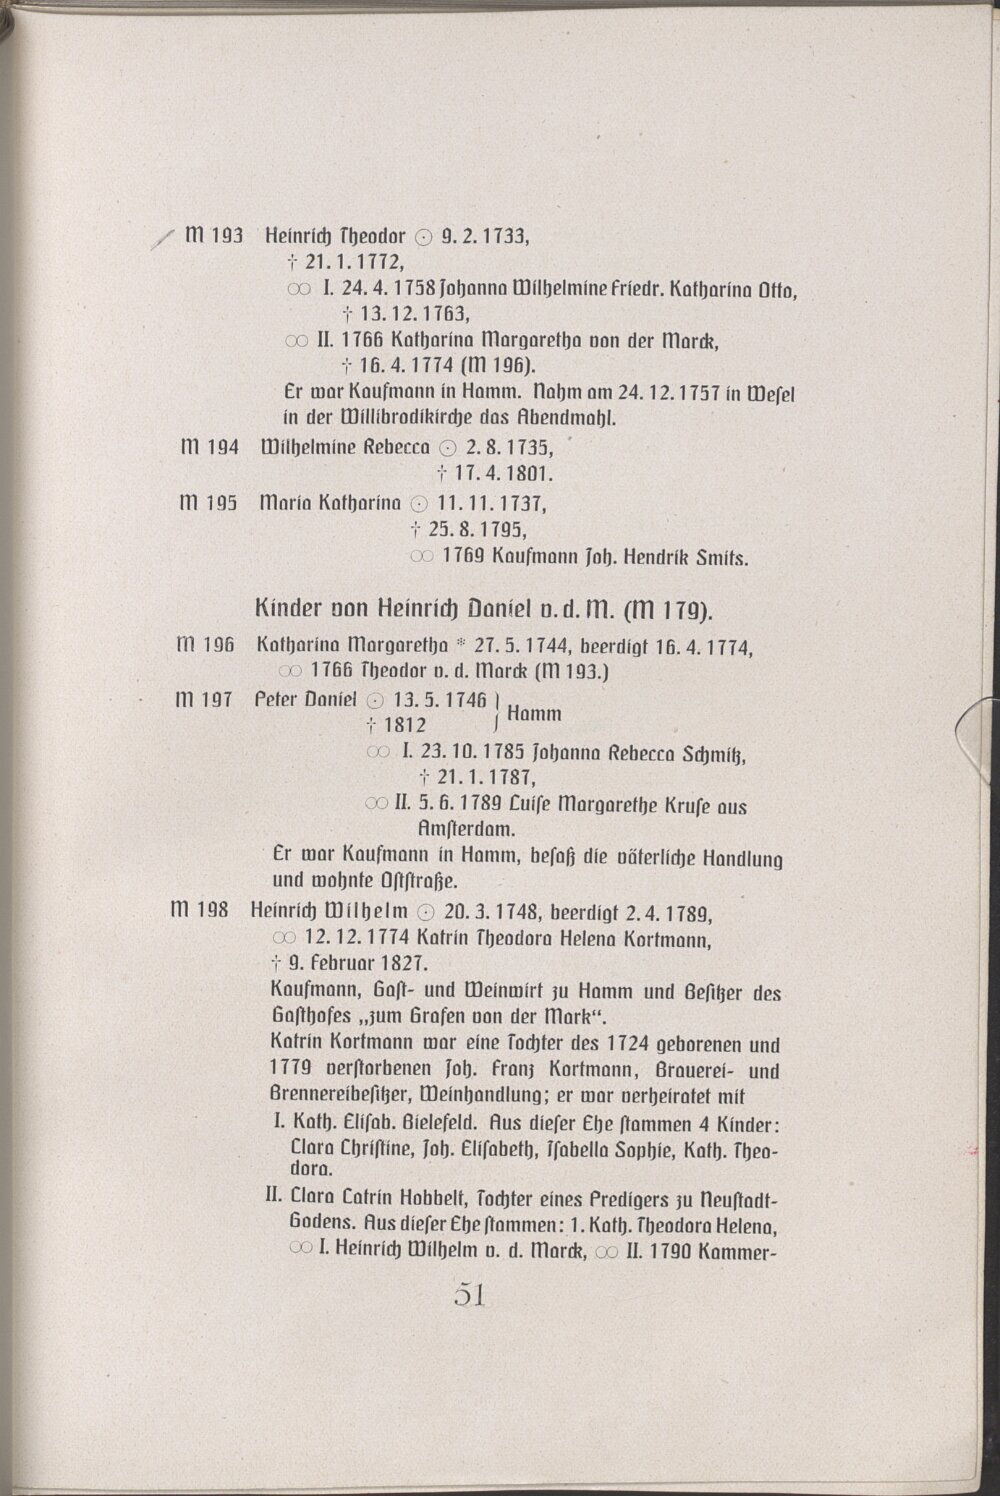 M 193 Heinrich Theodor ⊙ 9. 2. 1733,
† 21. 1. 1772,
∞ I. 24. 4. 1758 Johanna Wilhelmine Friedr. Katharina Otto,
† 13. 12. 1763,
∞ II. 1766 Katharina Margaretha von der Marck,
† 16. 4. 1774 (M 196).
Er war Kaufmann in Hamm. Nahm am 24. 12. 1757 in Weſel
in der Willibrodikirche das Abendmahl.
M 194 Wilhelmine Rebecca ⊙ 2. 8. 1735,
† 17. 4. 1801.
M 195 Maria Katharina ⊙ 11. 11. 1737,
† 25. 8. 1795,
∞ 1769 Kaufmann Joh. Hendrik Smits.
Kinder von Heinrich Daniel v. d. M. (M 179).
M 196 Katharina Margaretha * 27. 5. 1744, beerdigt 16. 4. 1774,
∞ 1766 Theodor v. d. Marck (M 193.)
M 197 Peter Daniel ⊙ 13. 5. 1746 } Hamm
† 1812
∞ I. 23. 10. 1785 Johanna Rebecca Schmitz,
† 21. 1. 1787,
∞ II. 5. 6. 1789 Luiſe Margarethe Kruſe aus
Amſterdam.
Er war Kaufmann in Hamm, beſaß die väterliche Handlung
und wohnte Oſtſtraße.
M 198 Heinrich Wilhelm ⊙ 20. 3. 1748, beerdigt 2. 4. 1789,
∞ 12. 12. 1774 Katrin Theodora Helena Kortmann,
† 9. Februar 1827.
Kaufmann, Gaſt- und Weinwirt zu Hamm und Beſitzer des
Gaſthofes „zum Grafen von der Mark“.
Katrin Kortmann war eine Tochter des 1724 geborenen und
1779 verſtorbenen Joh. Franz Kortmann, Brauerei- und
Brennereibeſitzer, Weinhandlung; er war verheiratet mit
I. Kath. Eliſab. Bielefeld. Aus dieſer Ehe ſtammen 4 Kinder:
Clara Chriſtine, Joh. Eliſabeth, Iſabella Sophie, Kath. Theo-
dora.
II. Clara Catrin Hobbelt, Tochter eines Predigers zu Neuſtadt-
Godens. Aus dieſer Ehe ſtammen: 1. Kath. Theodora Helena,
∞ I. Heinrich Wilhelm v. d. Marck, ∞ II. 1790 Kammer-
51